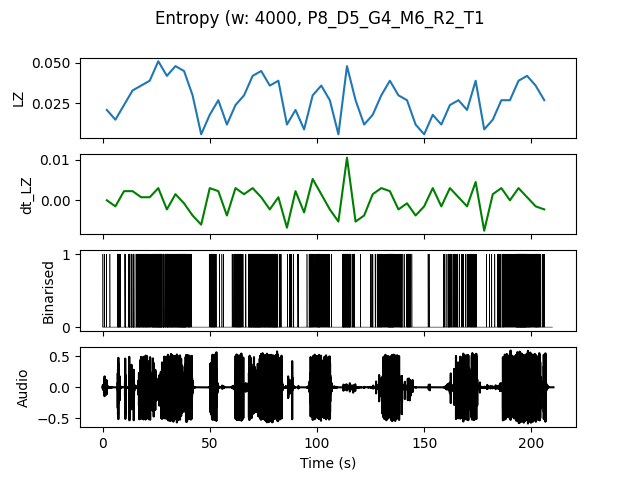 Entropy (w: 4000, P8_D5_G4_M6_R2_T1
0.050
0.025
LZ
0.01
0.00
dt_LZ
1
0
Binarised
0.5
0.0
−0.5
Audio
0 50 100 150 200
Time (s)